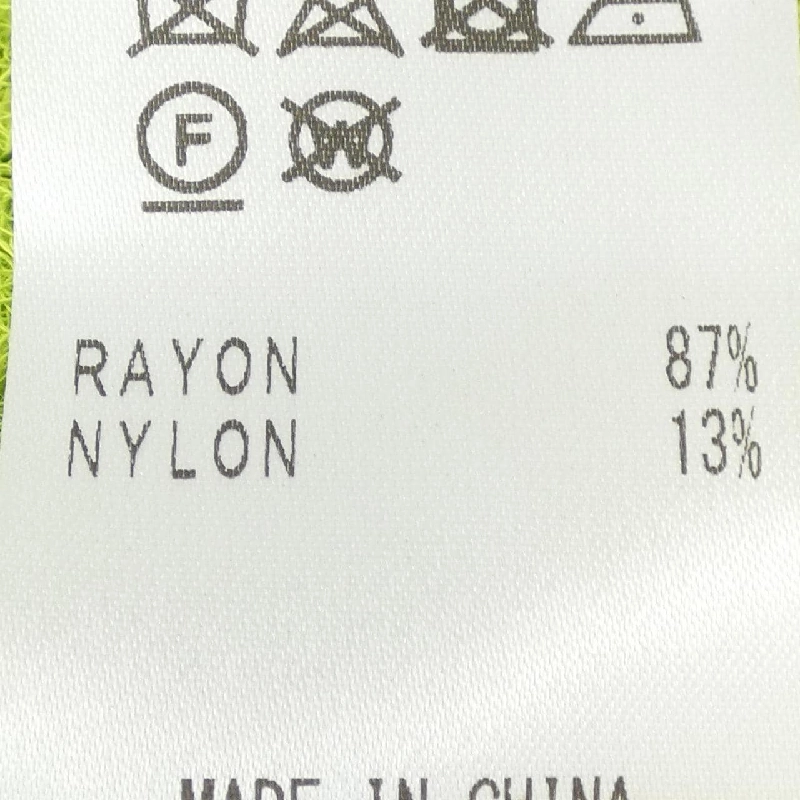 F W
RAYON 87%
NYLON 13%
MADE IN CHINA